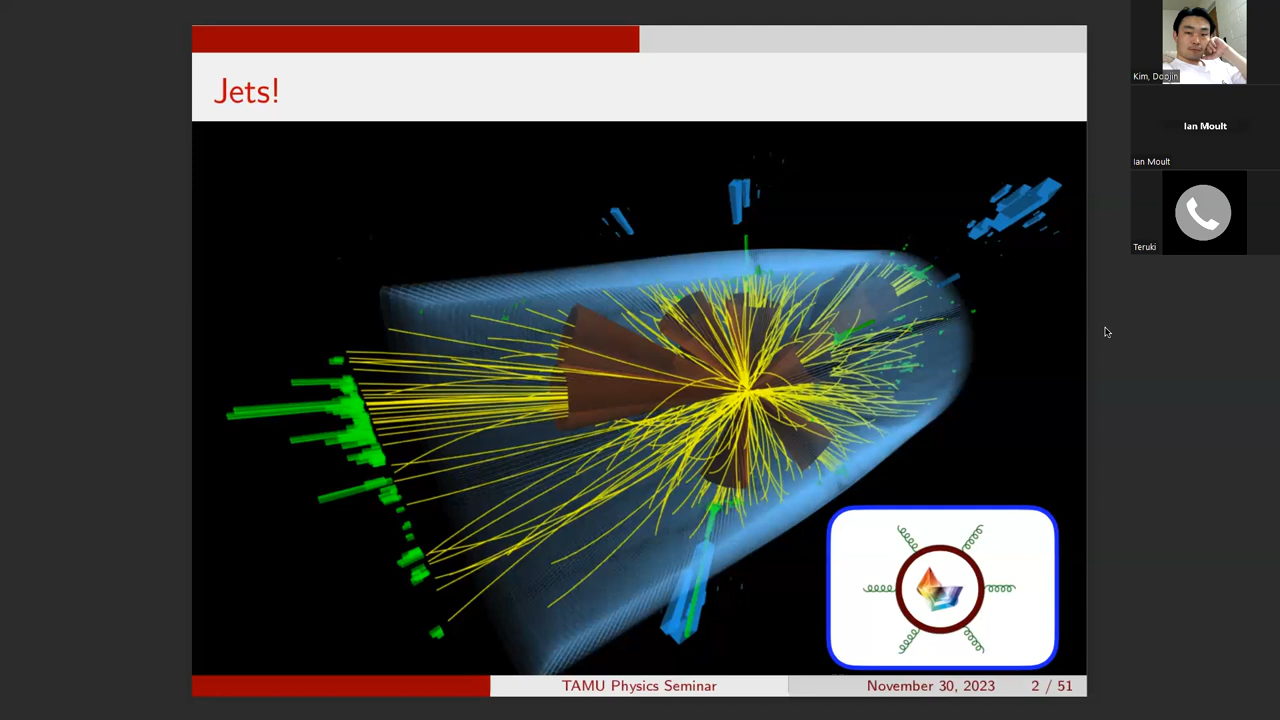 Jets!
TAMU Physics Seminar
November 30, 2023
2 / 51
Kim, Doojin
Ian Moult
Ian Moult
Teruki